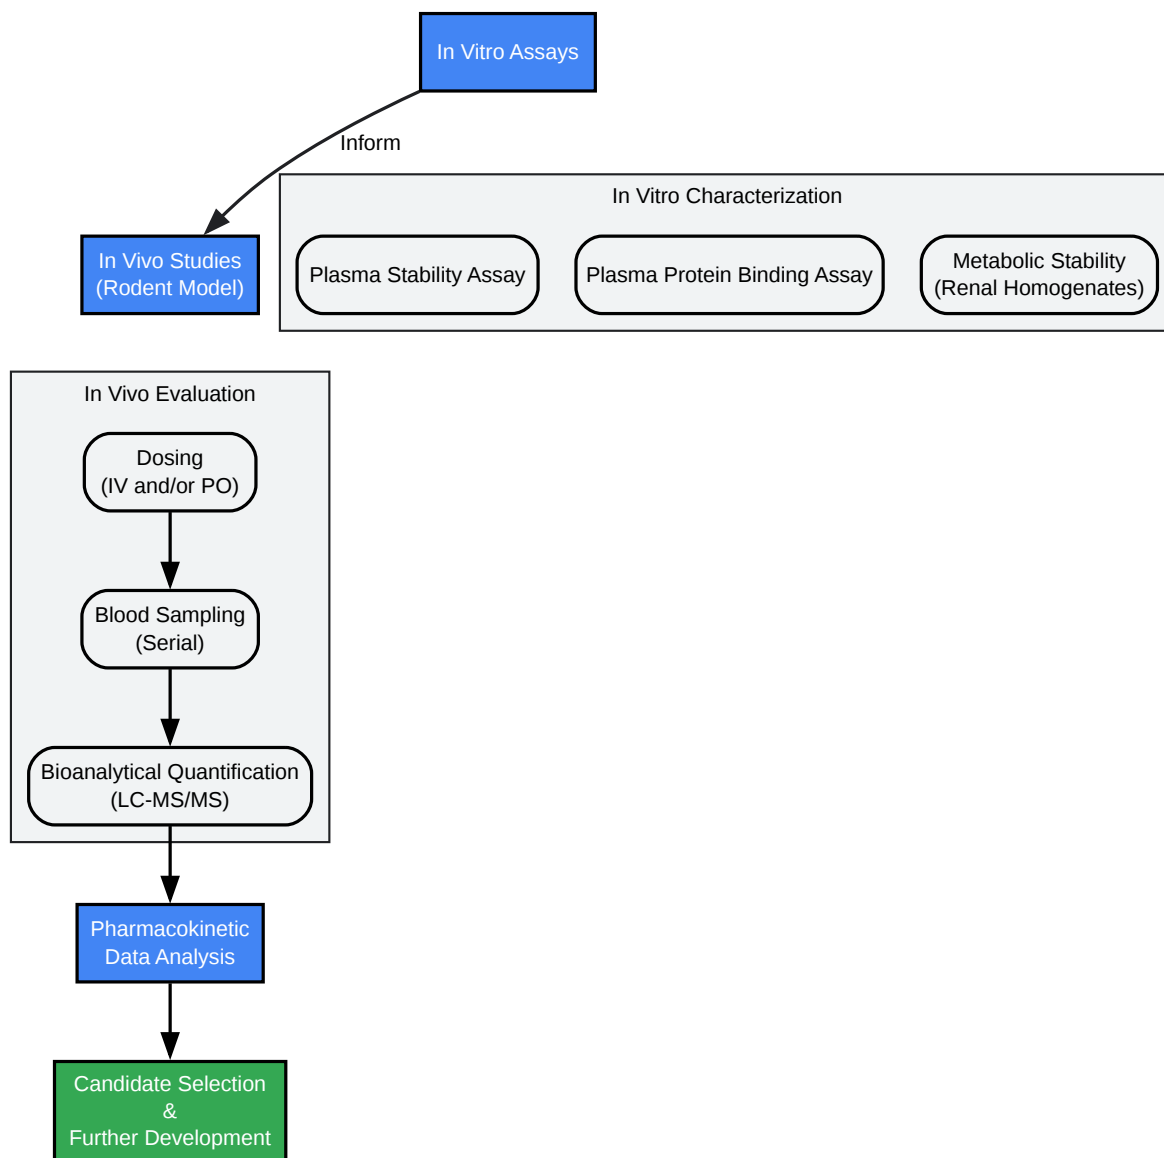 In Vitro Assays
Inform
In Vitro Characterization
In Vivo Studies
(Rodent Model)
Plasma Stability Assay
Plasma Protein Binding Assay
Metabolic Stability
(Renal Homogenates)
In Vivo Evaluation
Dosing
(IV and/or PO)
Blood Sampling
(Serial)
Bioanalytical Quantification
(LC-MS/MS)
Pharmacokinetic
Data Analysis
Candidate Selection
&
Further Development